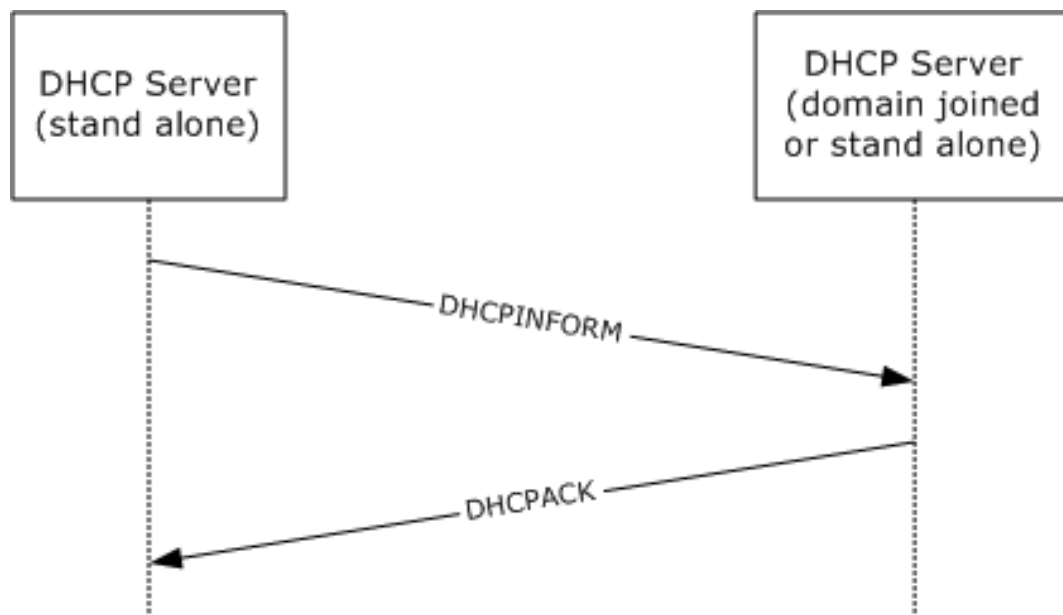 DHCP Server
(stand alone)
DHCP Server
(domain joined
or stand alone)
DHCPINFORM
DHCPACK